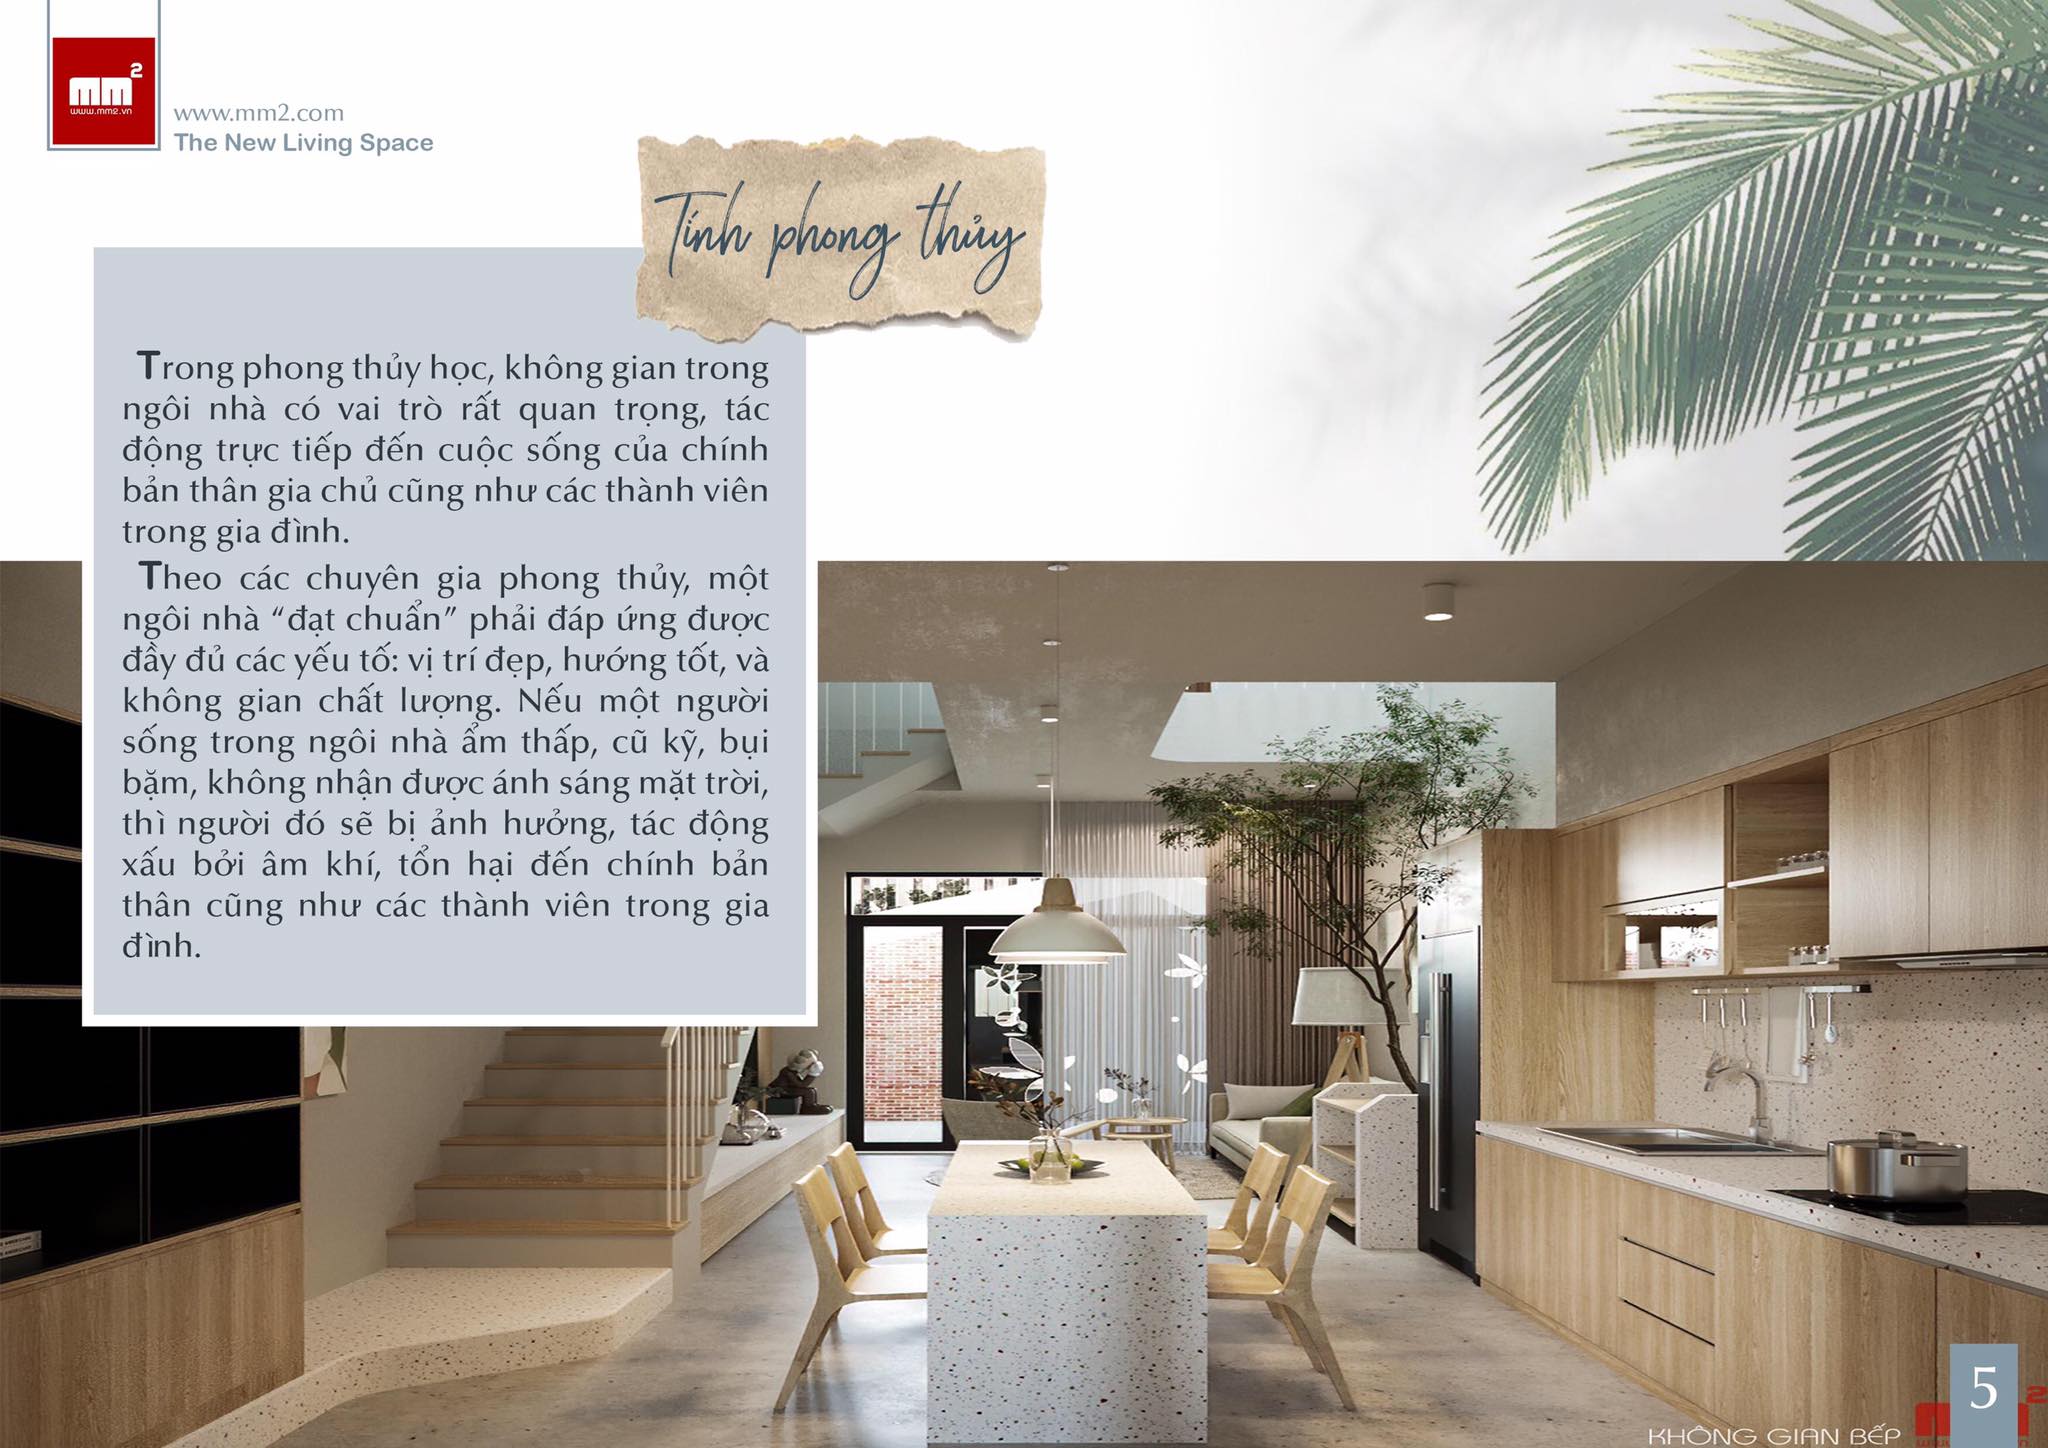 mm2
www.mm2.vn
www.mm2.com
The New Living Space
Tính phong thủy
Trong phong thủy học, không gian trong
ngôi nhà có vai trò rất quan trọng, tác
động trực tiếp đến cuộc sống của chính
bản thân gia chủ cũng như các thành viên
trong gia đình.
Theo các chuyên gia phong thủy, một
ngôi nhà “đạt chuẩn” phải đáp ứng được
đầy đủ các yếu tố: vị trí đẹp, hướng tốt, và
không gian chất lượng. Nếu một người
sống trong ngôi nhà ẩm thấp, cũ kỹ, bụi
bặm, không nhận được ánh sáng mặt trời,
thì người đó sẽ bị ảnh hưởng, tác động
xấu bởi âm khí, tổn hại đến chính bản
thân cũng như các thành viên trong gia
đình.
5
KHÔNG GIAN BẾP